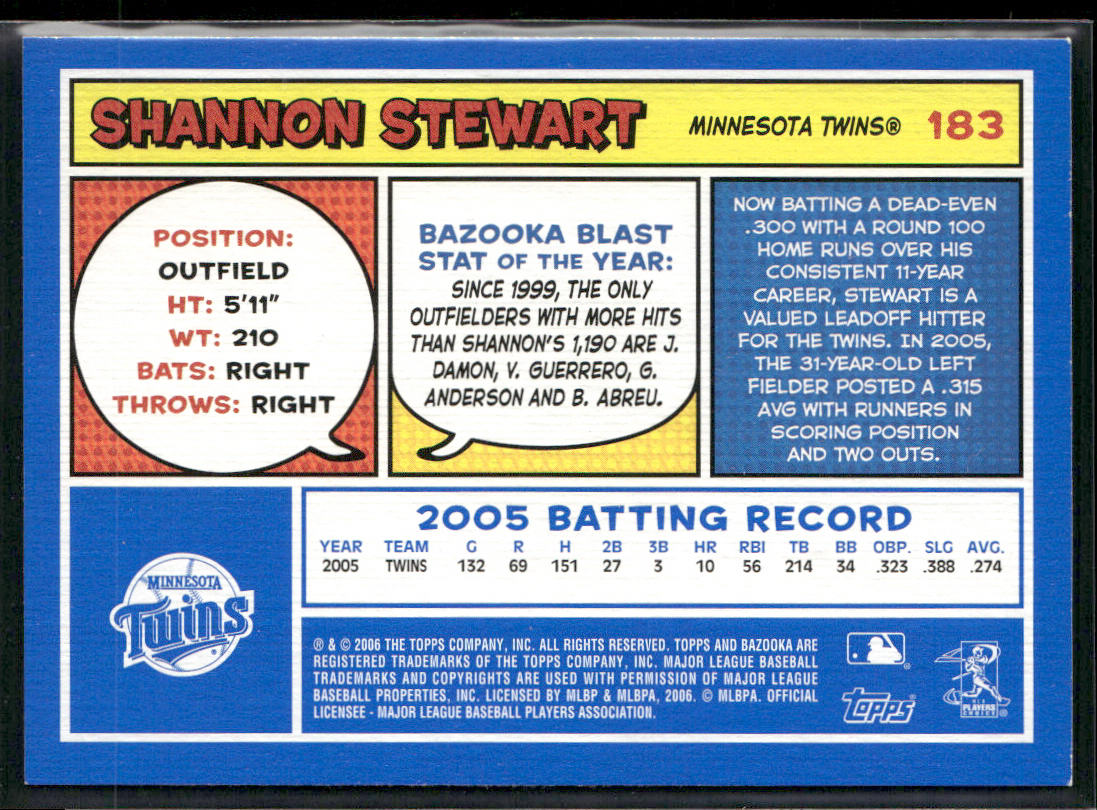 SHANNON STEWART MINNESOTA TWINS® 183
POSITION:
OUTFIELD
HT: 5'11"
WT: 210
BATS: RIGHT
THROWS: RIGHT
BAZOOKA BLAST
STAT OF THE YEAR:
SINCE 1999, THE ONLY
OUTFIELDERS WITH MORE HITS
THAN SHANNON'S 1,190 ARE J.
DAMON, V. GUERRERO, G.
ANDERSON AND B. ABREU.
NOW BATTING A DEAD-EVEN
.300 WITH A ROUND 100
HOME RUNS OVER HIS
CONSISTENT 11-YEAR
CAREER, STEWART IS A
VALUED LEADOFF HITTER
FOR THE TWINS. IN 2005,
THE 31-YEAR-OLD LEFT
FIELDER POSTED A .315
AVG WITH RUNNERS IN
SCORING POSITION
AND TWO OUTS.
2005 BATTING RECORD
YEAR TEAM G R H 2B 3B HR RBI TB BB OBP. SLG AVG.
2005 TWINS 132 69 151 27 3 10 56 214 34 .323 .388 .274
MINNESOTA
Twins
® & © 2006 THE TOPPS COMPANY, INC. ALL RIGHTS RESERVED. TOPPS AND BAZOOKA ARE
REGISTERED TRADEMARKS OF THE TOPPS COMPANY, INC. MAJOR LEAGUE BASEBALL
TRADEMARKS AND COPYRIGHTS ARE USED WITH PERMISSION OF MAJOR LEAGUE
BASEBALL PROPERTIES, INC. LICENSED BY MLBP & MLBPA, 2006. © MLBPA. OFFICIAL
LICENSEE - MAJOR LEAGUE BASEBALL PLAYERS ASSOCIATION.
Topps
PLAYERS
CHOICE